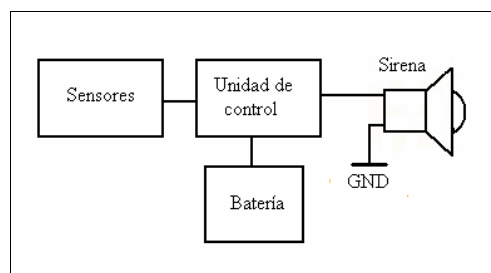 Sensores
Unidad de
control
Sirena
GND
Batería